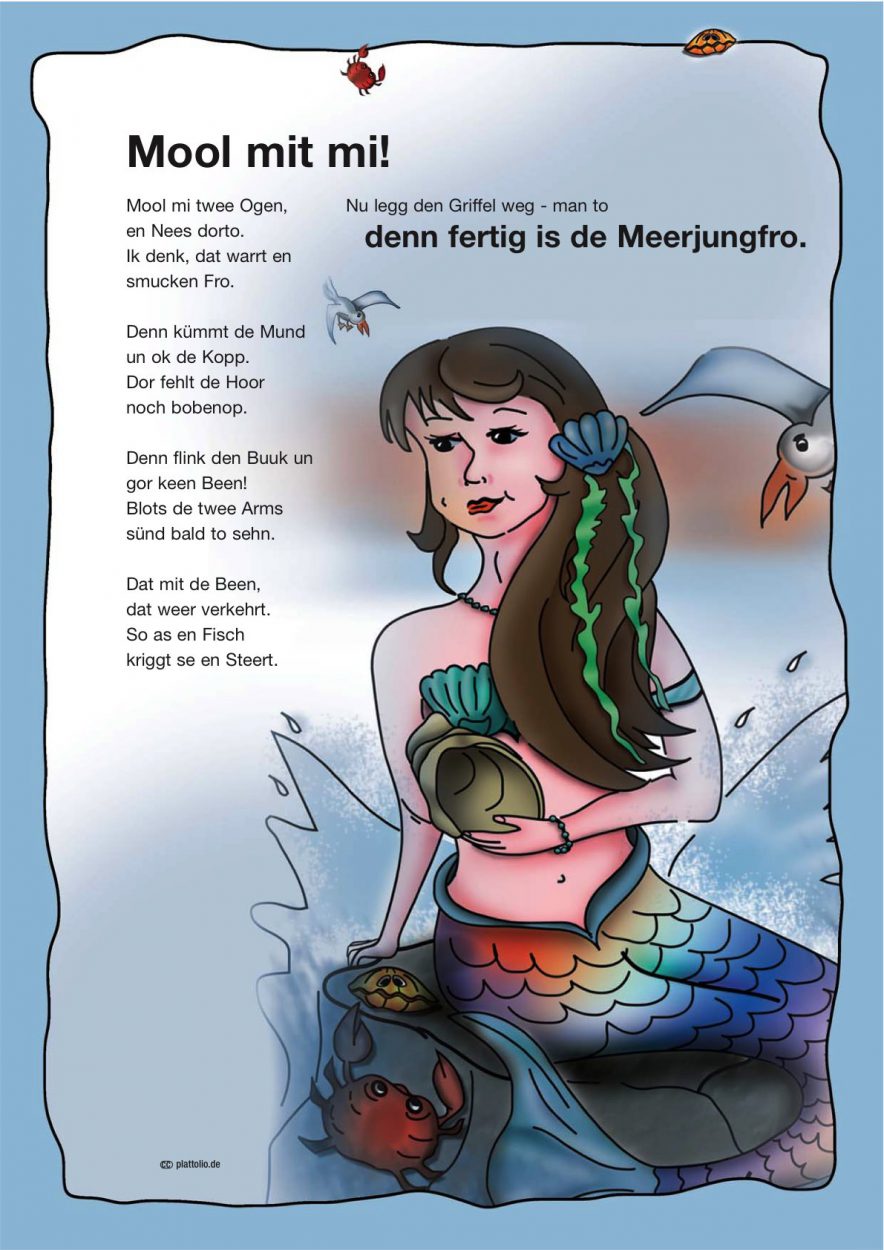 Mool mit mi!
Mool mi twee Ogen,
en Nees dorto.
Ik denk, dat warrt en
smucken Fro.
Denn kümmt de Mund
un ok de Kopp.
Dor fehlt de Hoor
noch bobenop.
Denn flink den Buuk un
gor keen Been!
Blots de twee Arms
sünd bald to sehn.
Dat mit de Been,
dat weer verkehrt.
So as en Fisch
kriggt se en Steert.
Nu legg den Griffel weg - man to
denn fertig is de Meerjungfro.
cc plattolio.de